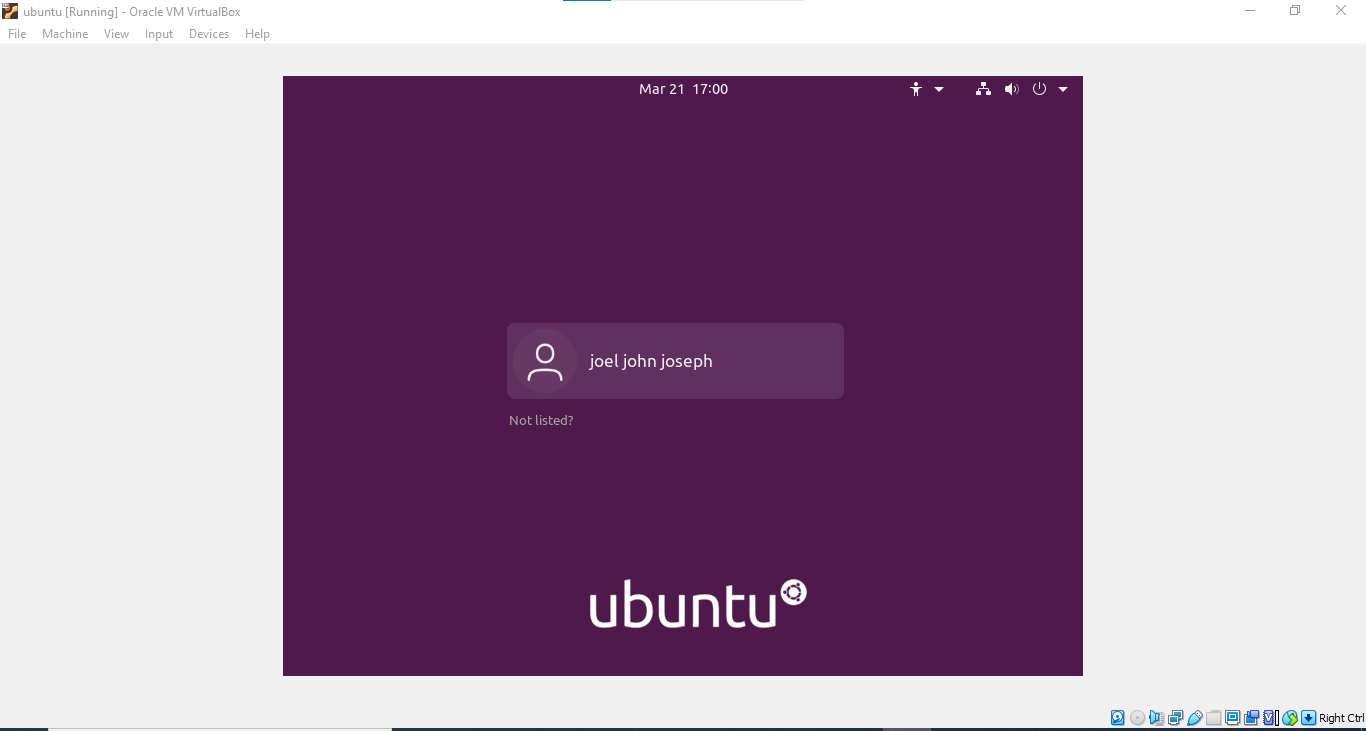 ubuntu [Running] - Oracle VM VirtualBox
File Machine View Input Devices Help
Mar 21 17:00
joel john joseph
Not listed?
ubuntu
Right Ctrl